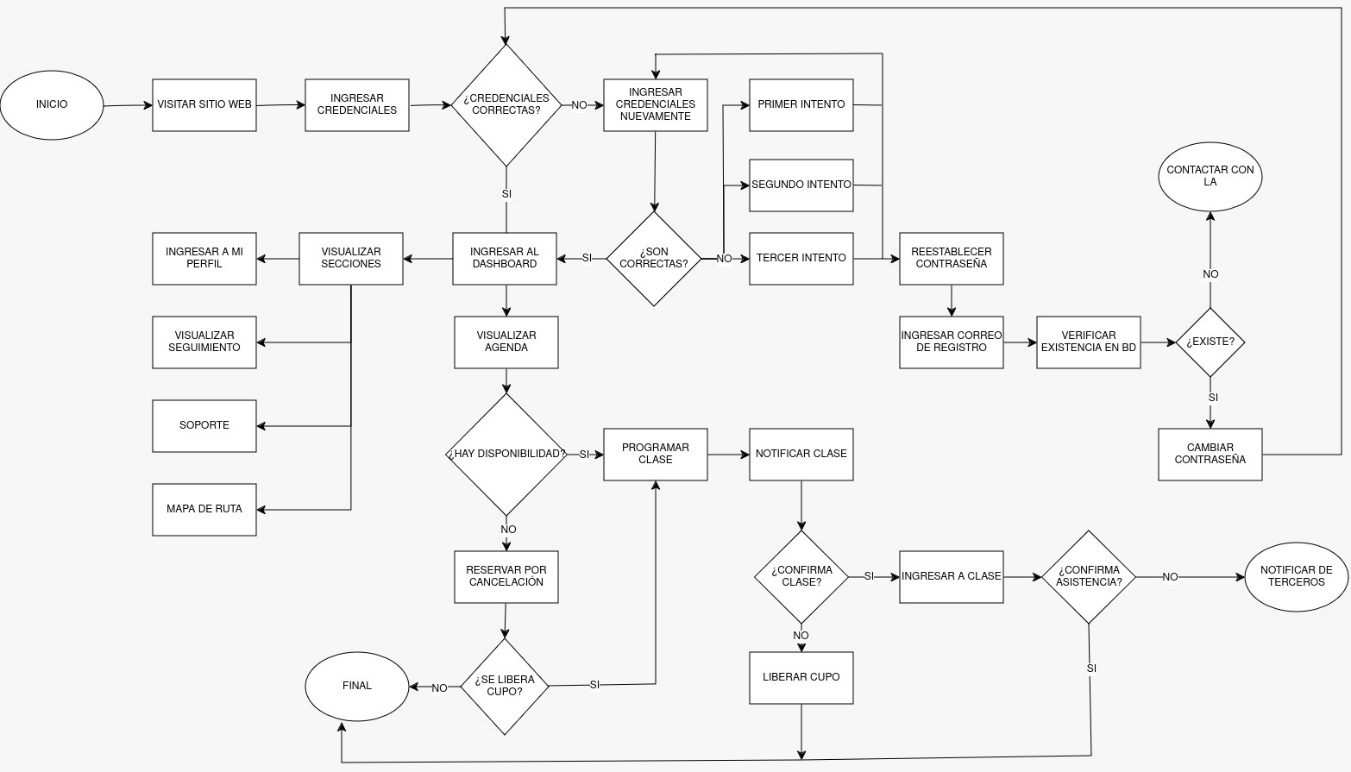 INICIO
VISITAR SITIO WEB
INGRESAR
CREDENCIALES
¿CREDENCIALES
CORRECTAS?
NO
INGRESAR
CREDENCIALES
NUEVAMENTE
PRIMER INTENTO
SEGUNDO INTENTO
CONTACTAR CON
LA
SI
INGRESAR A MI
PERFIL
VISUALIZAR
SECCIONES
INGRESAR AL
DASHBOARD
SI
¿SON
CORRECTAS?
NO
TERCER INTENTO
REESTABLECER
CONTRASEÑA
NO
VISUALIZAR
SEGUIMIENTO
VISUALIZAR
AGENDA
INGRESAR CORREO
DE REGISTRO
VERIFICAR
EXISTENCIA EN BD
¿EXISTE?
SI
SOPORTE
¿HAY DISPONIBILIDAD?
SI
PROGRAMAR
CLASE
NOTIFICAR CLASE
CAMBIAR
CONTRASEÑA
MAPA DE RUTA
NO
RESERVAR POR
CANCELACIÓN
¿CONFIRMA
CLASE?
SI
INGRESAR A CLASE
¿CONFIRMA
ASISTENCIA?
NO
NOTIFICAR DE
TERCEROS
NO
SI
FINAL
NO
¿SE LIBERA
CUPO?
SI
LIBERAR CUPO